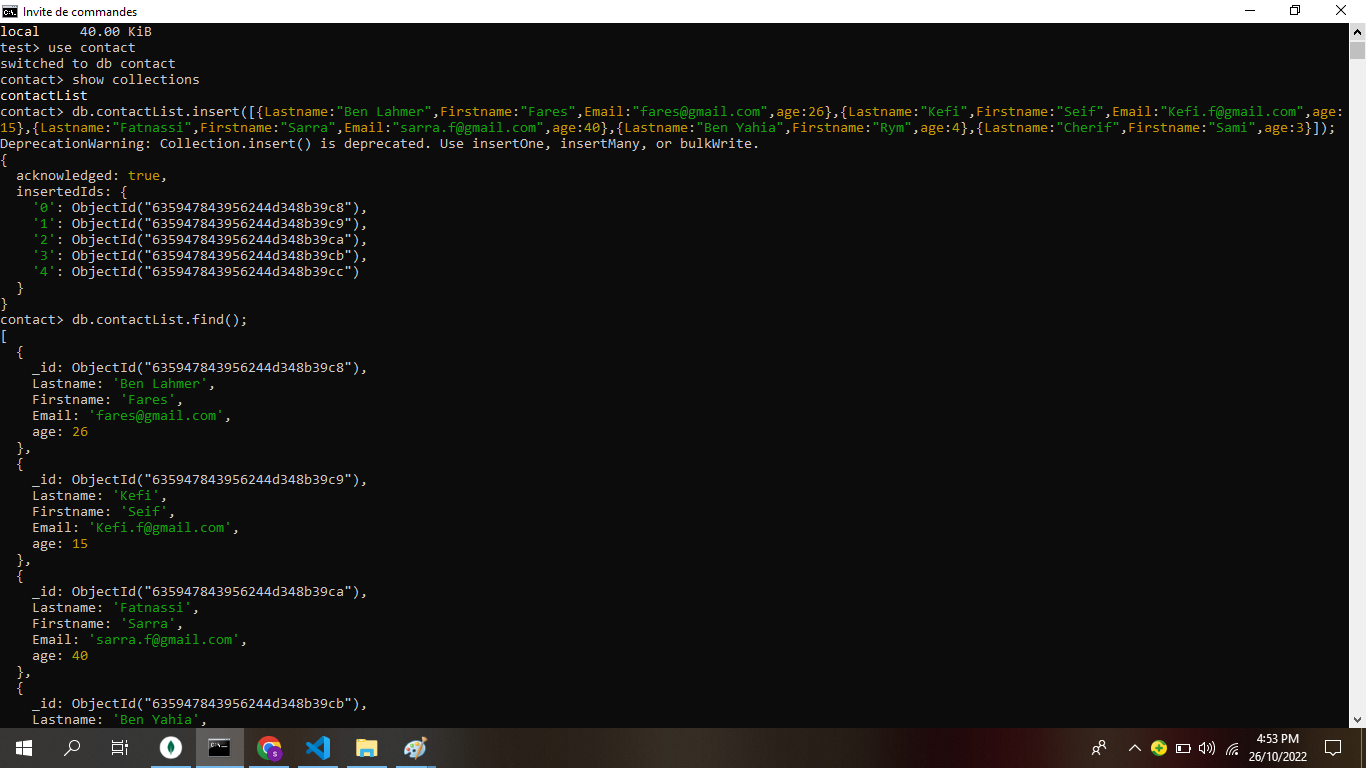 Invite de commandes
local     40.00 KiB
test> use contact
switched to db contact
contact> show collections
contactList
contact> db.contactList.insert([{Lastname:"Ben Lahmer",Firstname:"Fares",Email:"fares@gmail.com",age:26},{Lastname:"Kefi",Firstname:"Seif",Email:"Kefi.f@gmail.com",age:
15},{Lastname:"Fatnassi",Firstname:"Sarra",Email:"sarra.f@gmail.com",age:40},{Lastname:"Ben Yahia",Firstname:"Rym",age:4},{Lastname:"Cherif",Firstname:"Sami",age:3}]);
DeprecationWarning: Collection.insert() is deprecated. Use insertOne, insertMany, or bulkWrite.
{
  acknowledged: true,
  insertedIds: {
    '0': ObjectId("635947843956244d348b39c8"),
    '1': ObjectId("635947843956244d348b39c9"),
    '2': ObjectId("635947843956244d348b39ca"),
    '3': ObjectId("635947843956244d348b39cb"),
    '4': ObjectId("635947843956244d348b39cc")
  }
}
contact> db.contactList.find();
[
  {
    _id: ObjectId("635947843956244d348b39c8"),
    Lastname: 'Ben Lahmer',
    Firstname: 'Fares',
    Email: 'fares@gmail.com',
    age: 26
  },
  {
    _id: ObjectId("635947843956244d348b39c9"),
    Lastname: 'Kefi',
    Firstname: 'Seif',
    Email: 'Kefi.f@gmail.com',
    age: 15
  },
  {
    _id: ObjectId("635947843956244d348b39ca"),
    Lastname: 'Fatnassi',
    Firstname: 'Sarra',
    Email: 'sarra.f@gmail.com',
    age: 40
  },
  {
    _id: ObjectId("635947843956244d348b39cb"),
    Lastname: 'Ben Yahia',
4:53 PM
26/10/2022